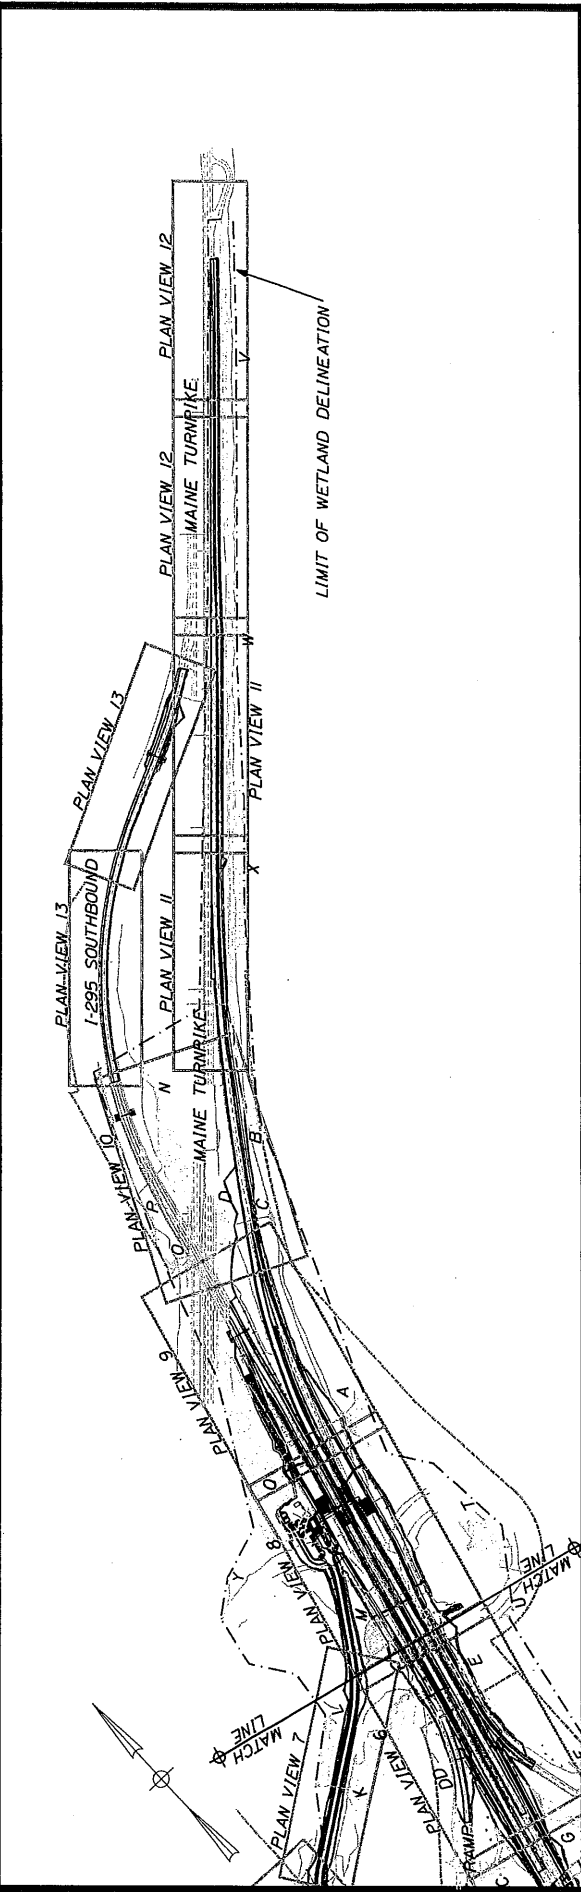 PLAN VIEW 12
PLAN VIEW 12
MAINE TURNPIKE
V
LIMIT OF WETLAND DELINEATION
W
PLAN VIEW 13
PLAN VIEW 11
X
PLAN VIEW 13
I-295 SOUTHBOUND
PLAN VIEW 11
MAINE TURNPIKE
N
B
PLAN VIEW 10
P
D
C
PLAN VIEW 9
A
PLAN VIEW 8
T
M
MATCH
LINE
U
E
MATCH
LINE
L
PLAN VIEW 7
K
PLAN VIEW 6
DD
RAMP
G